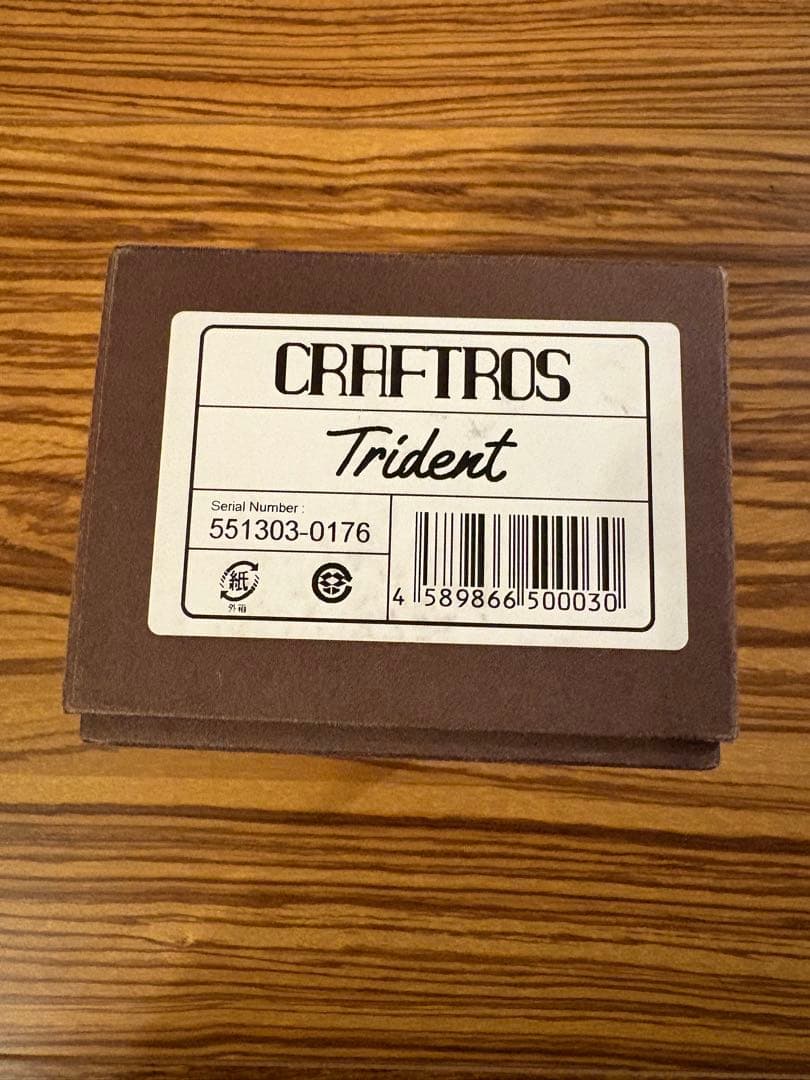 CRAFTROS
Trident
Serial Number :
551303-0176
紙
外箱
4 589866 500030